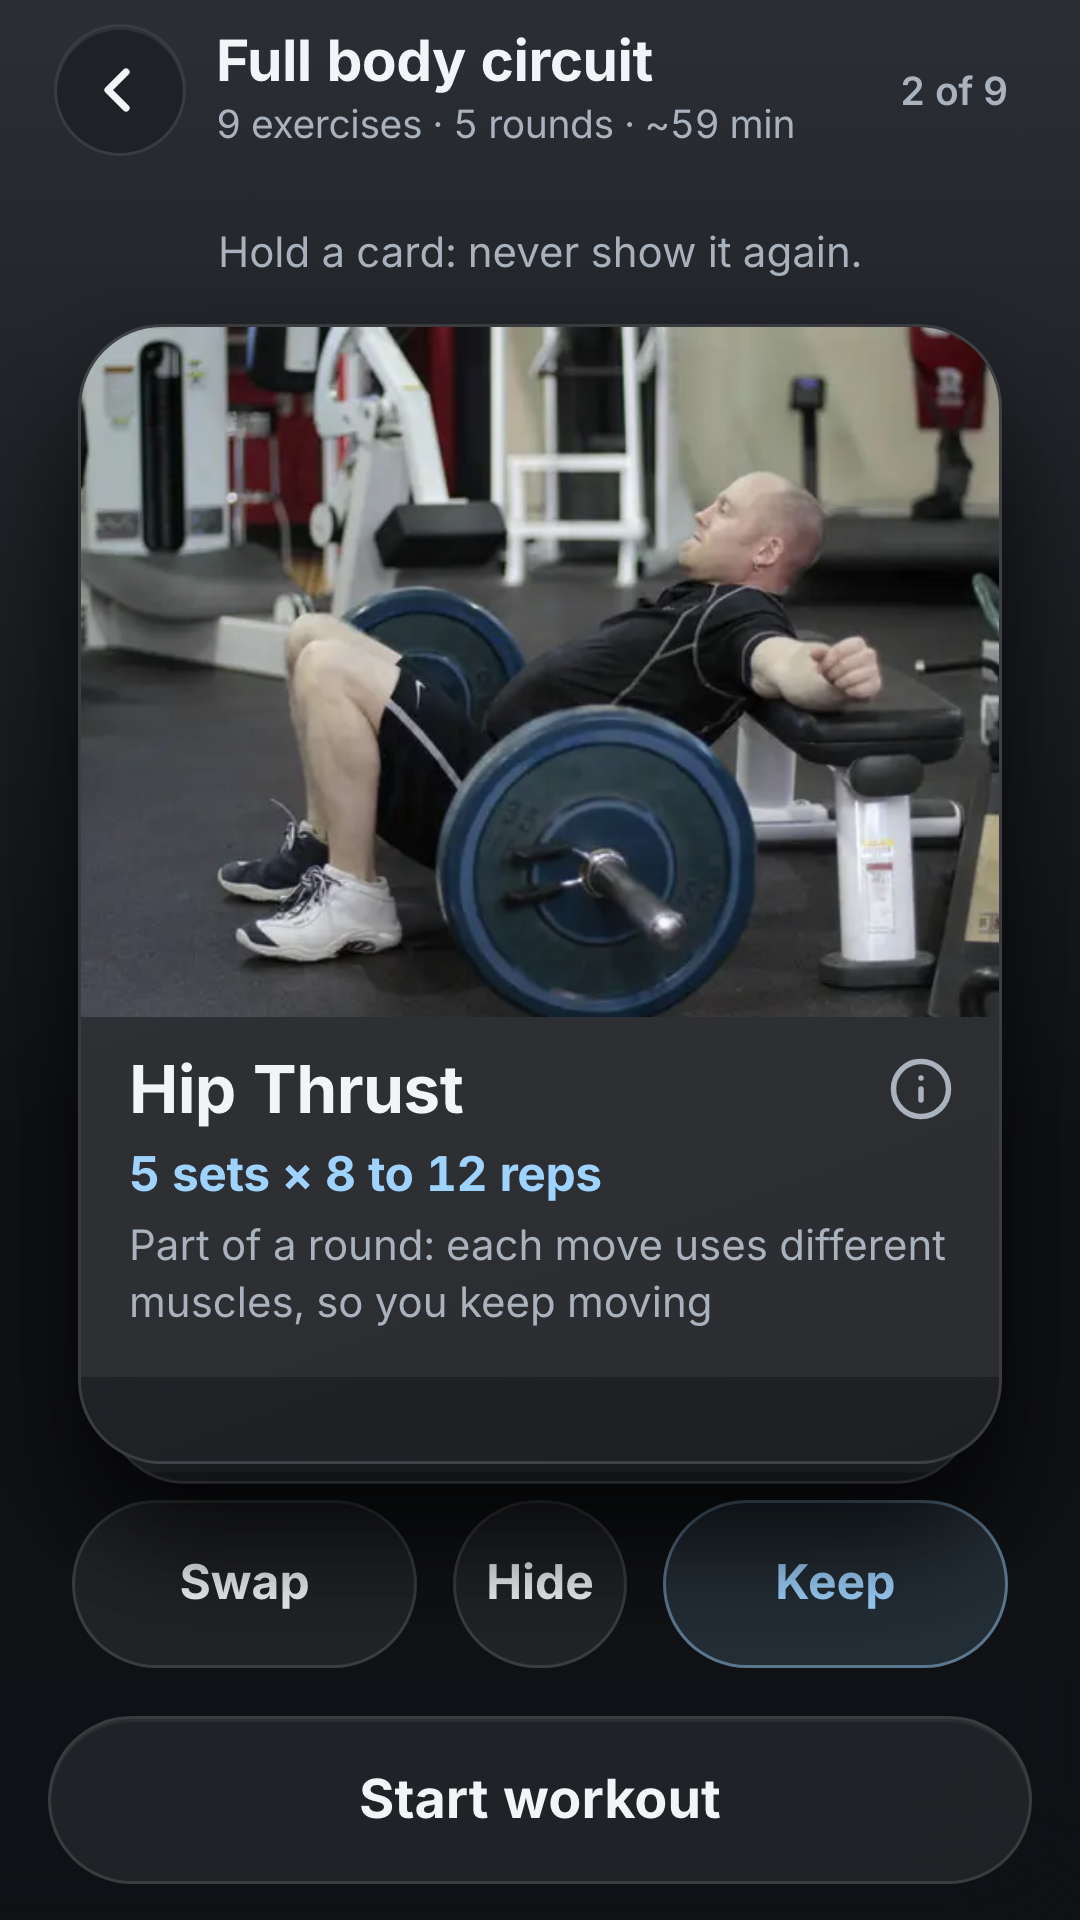 Full body circuit
9 exercises · 5 rounds · ~59 min
2 of 9
Hold a card: never show it again.
Hip Thrust
5 sets × 8 to 12 reps
Part of a round: each move uses different
muscles, so you keep moving
Swap
Hide
Keep
Start workout